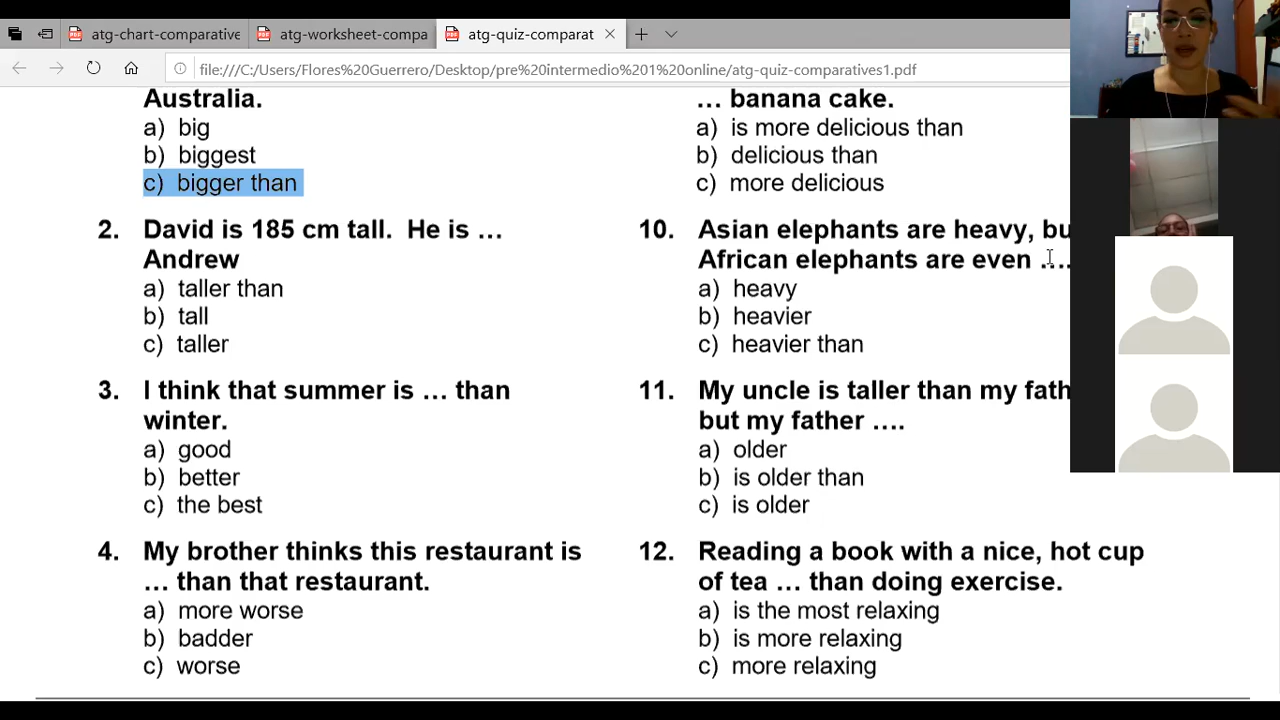 atg-chart-comparative
atg-worksheet-compa
atg-quiz-comparat
file:///C:/Users/Flores%20Guerrero/Desktop/pre%20intermedio%201%20online/atg-quiz-comparatives1.pdf
Australia.
a) big
b) biggest
c) bigger than
2. David is 185 cm tall. He is …
Andrew
a) taller than
b) tall
c) taller
3. I think that summer is … than
winter.
a) good
b) better
c) the best
4. My brother thinks this restaurant is
… than that restaurant.
a) more worse
b) badder
c) worse
… banana cake.
a) is more delicious than
b) delicious than
c) more delicious
10. Asian elephants are heavy, bu
African elephants are even ….
a) heavy
b) heavier
c) heavier than
11. My uncle is taller than my fath
but my father ….
a) older
b) is older than
c) is older
12. Reading a book with a nice, hot cup
of tea … than doing exercise.
a) is the most relaxing
b) is more relaxing
c) more relaxing